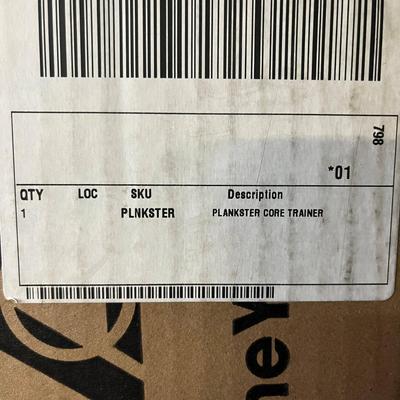 798
*01
QTY LOC SKU Description
1 PLNKSTER PLANKSTER CORE TRAINER